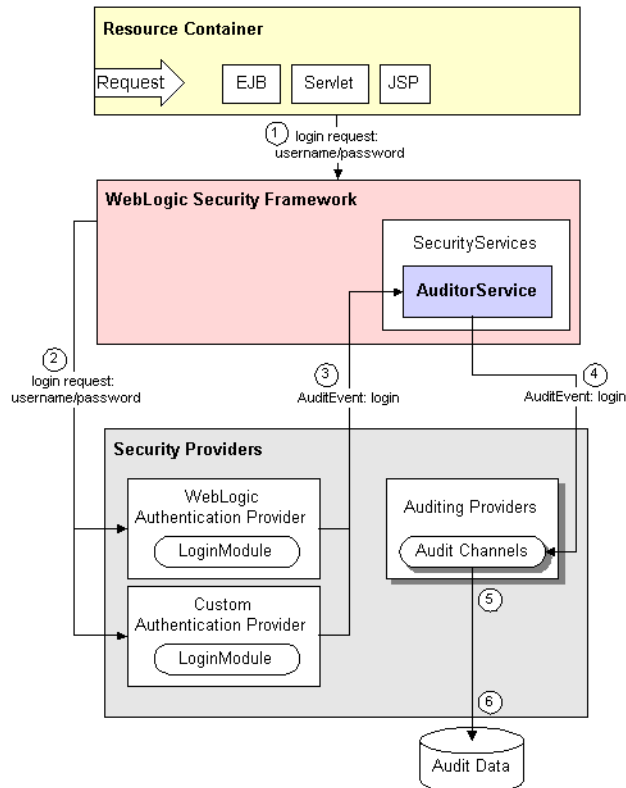 Resource Container
Request
EJB
Servlet
JSP
1
login request:
username/password
WebLogic Security Framework
SecurityServices
AuditorService
2
login request:
username/password
3
AuditEvent: login
4
AuditEvent: login
Security Providers
WebLogic
Authentication Provider
LoginModule
Auditing Providers
Audit Channels
Custom
Authentication Provider
LoginModule
5
6
Audit Data